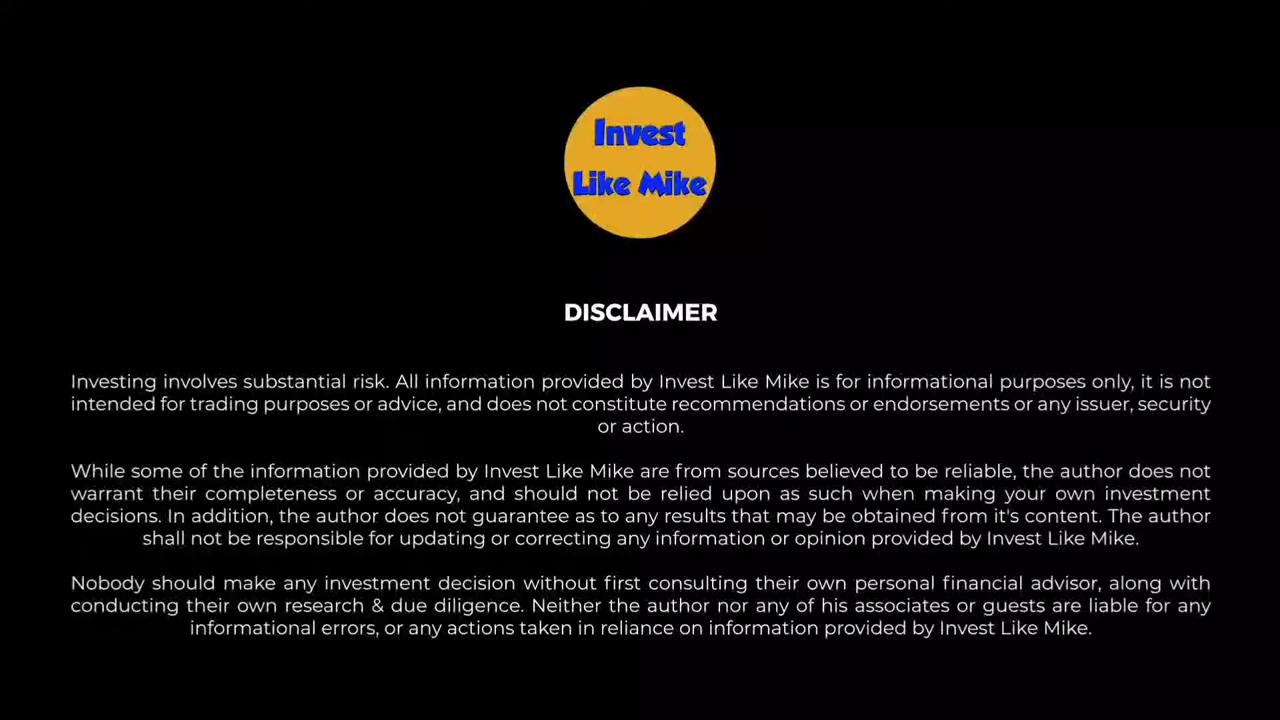 Invest
Like Mike
DISCLAIMER
Investing involves substantial risk. All information provided by Invest Like Mike is for informational purposes only, it is not
intended for trading purposes or advice, and does not constitute recommendations or endorsements or any issuer, security
or action.
While some of the information provided by Invest Like Mike are from sources believed to be reliable, the author does not
warrant their completeness or accuracy, and should not be relied upon as such when making your own investment
decisions. In addition, the author does not guarantee as to any results that may be obtained from it's content. The author
shall not be responsible for updating or correcting any information or opinion provided by Invest Like Mike.
Nobody should make any investment decision without first consulting their own personal financial advisor, along with
conducting their own research & due diligence. Neither the author nor any of his associates or guests are liable for any
informational errors, or any actions taken in reliance on information provided by Invest Like Mike.